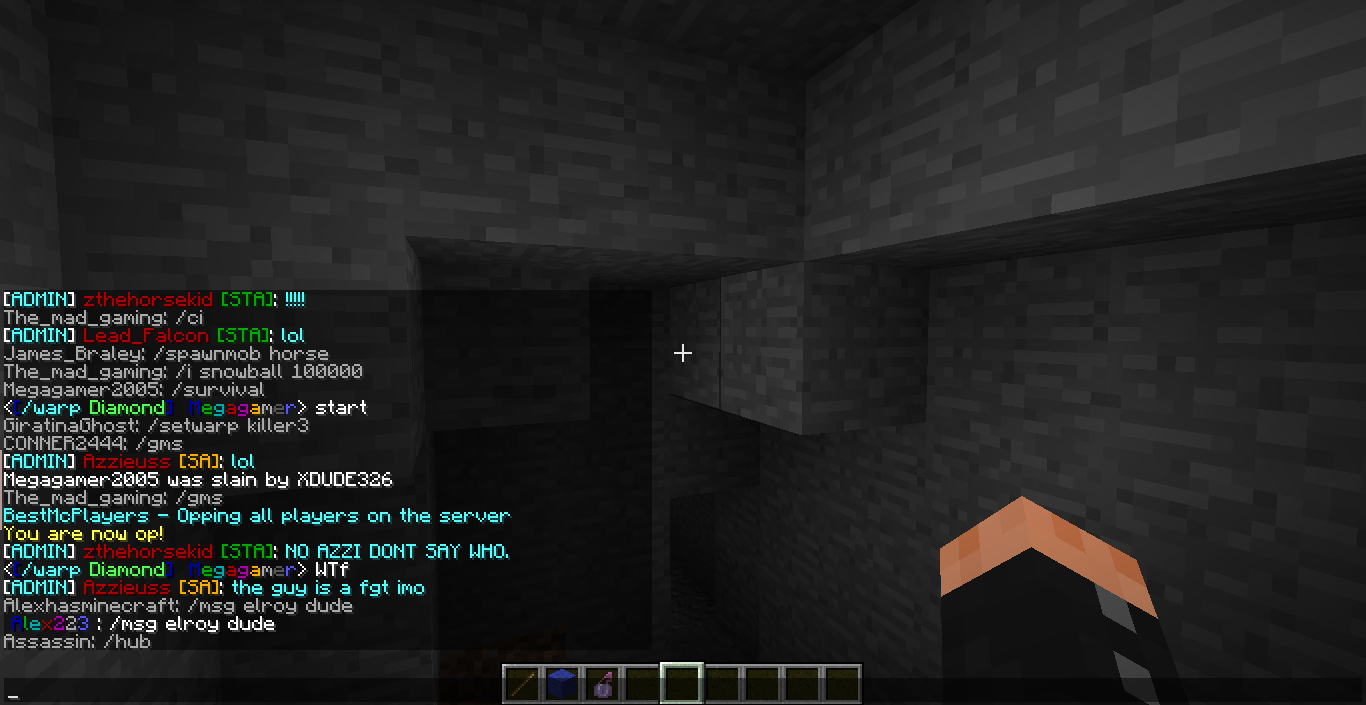 [ADMIN] zthehorsekid [STA]: !!!!!
The_mad_gaming: /ci
[ADMIN] Lead_Falcon [STA]: lol
James_Braley: /spawnmob horse
The_mad_gaming: /i snowball 100000
Megagamer2005: /survival
<[/warp Diamond] Megagamer> start
GiratinaGhost: /setwarp killer3
CONNER2444: /gms
[ADMIN] Azzieuss [SA]: lol
Megagamer2005 was slain by XDUDE326
The_mad_gaming: /gms
BestMcPlayers - Opping all players on the server
You are now op!
[ADMIN] zthehorsekid [STA]: NO AZZI DONT SAY WHO.
<[/warp Diamond] Megagamer> WTf
[ADMIN] Azzieuss [SA]: the guy is a fgt imo
Alexhasminecraft: /msg elroy dude
Alex223 : /msg elroy dude
Assassin: /hub
_